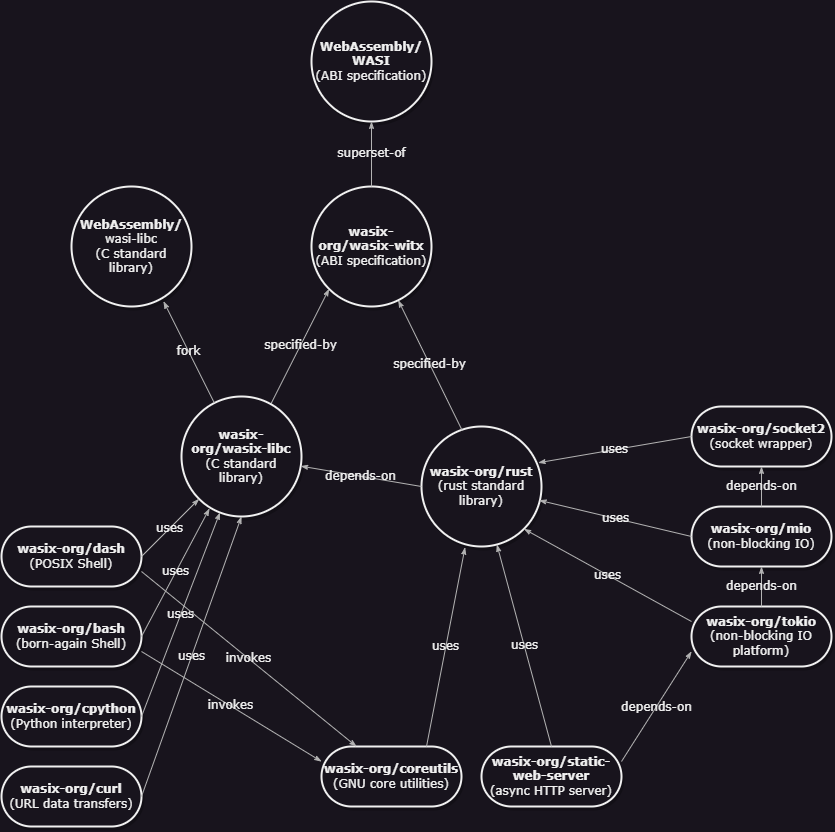 WebAssembly/
WASI
(ABI specification)
superset-of
WebAssembly/
wasi-libc
(C standard
library)
wasix-
org/wasix-witx
(ABI specification)
fork
specified-by
specified-by
wasix-
org/wasix-libc
(C standard
library)
depends-on
wasix-org/rust
(rust standard
library)
uses
wasix-org/socket2
(socket wrapper)
depends-on
uses
wasix-org/mio
(non-blocking IO)
depends-on
uses
wasix-org/tokio
(non-blocking IO
platform)
uses
wasix-org/dash
(POSIX Shell)
uses
wasix-org/bash
(born-again Shell)
uses
uses
invokes
invokes
uses
uses
depends-on
wasix-org/cpython
(Python interpreter)
wasix-org/curl
(URL data transfers)
wasix-org/coreutils
(GNU core utilities)
wasix-org/static-
web-server
(async HTTP server)